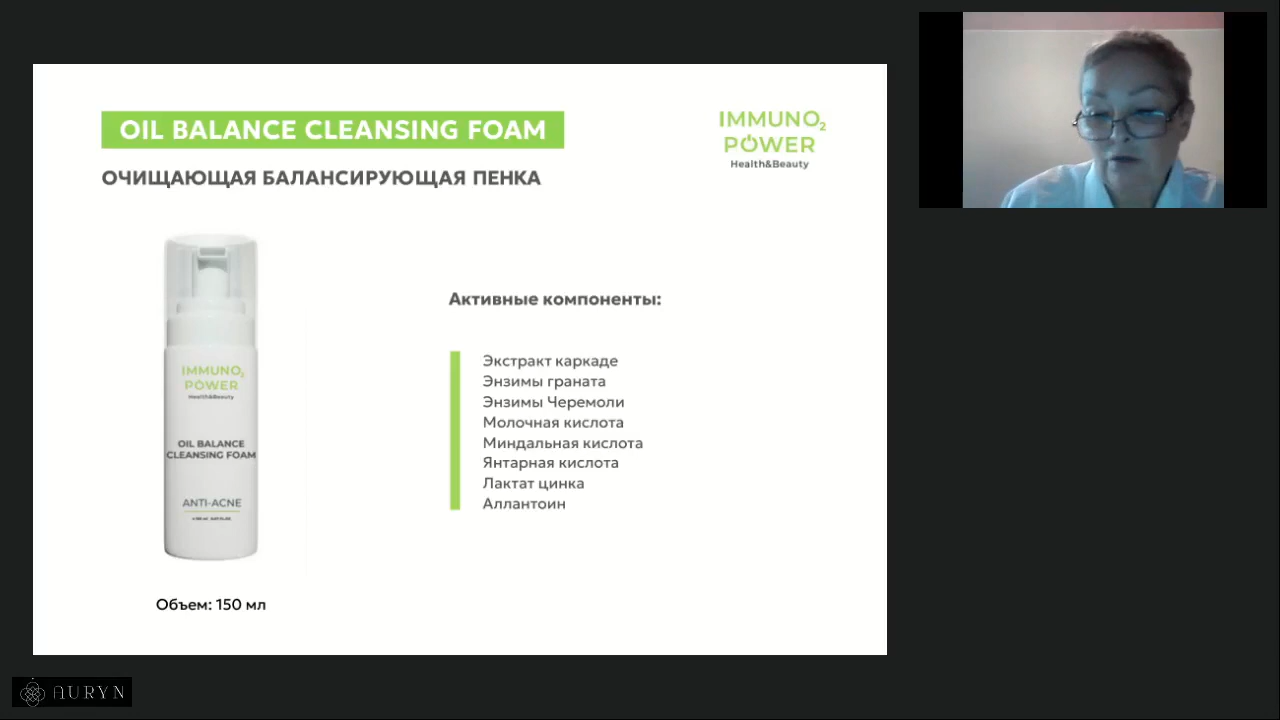 OIL BALANCE CLEANSING FOAM
ОЧИЩАЮЩАЯ БАЛАНСИРУЮЩАЯ ПЕНКА
IMMUNO2
POWER
Health&Beauty
IMMUNO2
POWER
Health&Beauty
OIL BALANCE
CLEANSING FOAM
ANTI-ACNE
Объем: 150 мл
Активные компоненты:
Экстракт каркаде
Энзимы граната
Энзимы Черемоли
Молочная кислота
Миндальная кислота
Янтарная кислота
Лактат цинка
Аллантоин
AURYN